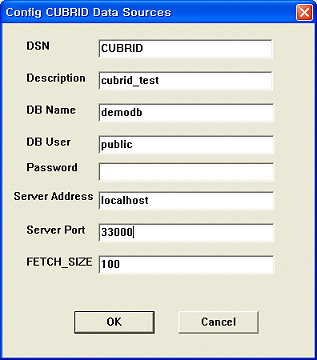 Config CUBRID Data Sources
DSN CUBRID
Description cubrid_test
DB Name demodb
DB User public
Password
Server Address localhost
Server Port 33000
FETCH_SIZE 100
OK Cancel